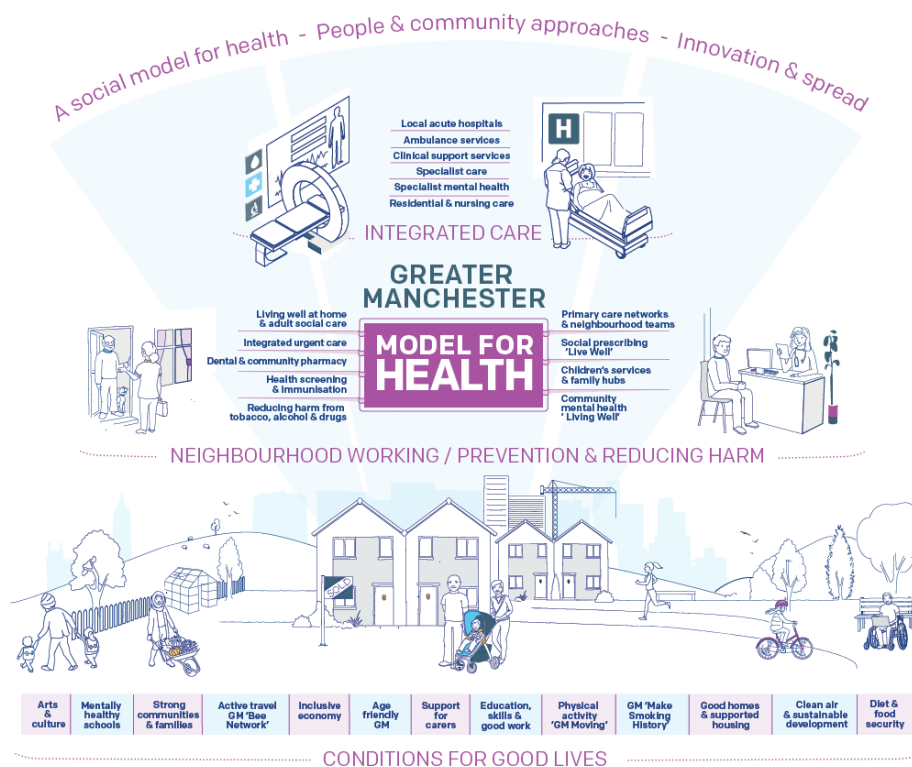 A social model for health - People & community approaches - Innovation & spread
Local acute hospitals
Ambulance services
Clinical support services
Specialist care
Specialist mental health
Residential & nursing care
H
INTEGRATED CARE
GREATER
MANCHESTER
MODEL FOR
HEALTH
Living well at home
& adult social care
Integrated urgent care
Dental & community pharmacy
Health screening
& immunisation
Reducing harm from
tobacco, alcohol & drugs
Primary care networks
& neighbourhood teams
Social prescribing
'Live Well'
Children's services
& family hubs
Community
mental health
' Living Well'
NEIGHBOURHOOD WORKING / PREVENTION & REDUCING HARM
SOLD
Arts
&
culture
Mentally
healthy
schools
Strong
communities
& families
Active travel
GM 'Bee
Network'
Inclusive
economy
Age
friendly
GM
Support
for
carers
Education,
skills &
good work
Physical
activity
'GM Moving'
GM 'Make
Smoking
History'
Good homes
& supported
housing
Clean air
& sustainable
development
Diet &
food
security
CONDITIONS FOR GOOD LIVES